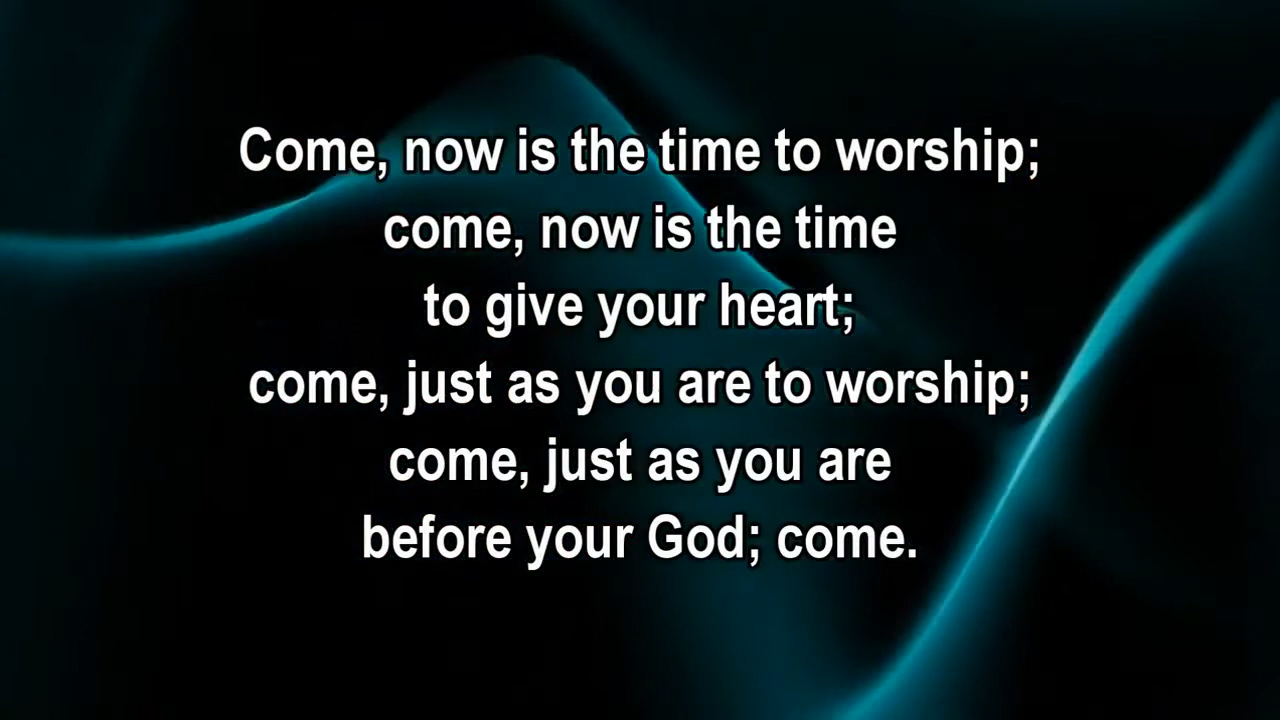 Come, now is the time to worship;
come, now is the time
to give your heart;
come, just as you are to worship;
come, just as you are
before your God; come.